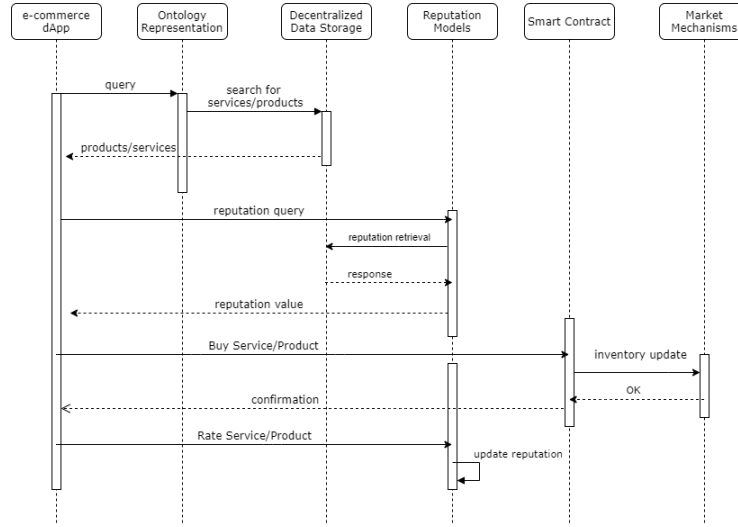 e-commerce
dApp
Ontology
Representation
Decentralized
Data Storage
Reputation
Models
Smart Contract
Market
Mechanisms
query
search for
services/products
products/services
reputation query
reputation retrieval
response
reputation value
Buy Service/Product
inventory update
OK
confirmation
Rate Service/Product
update reputation